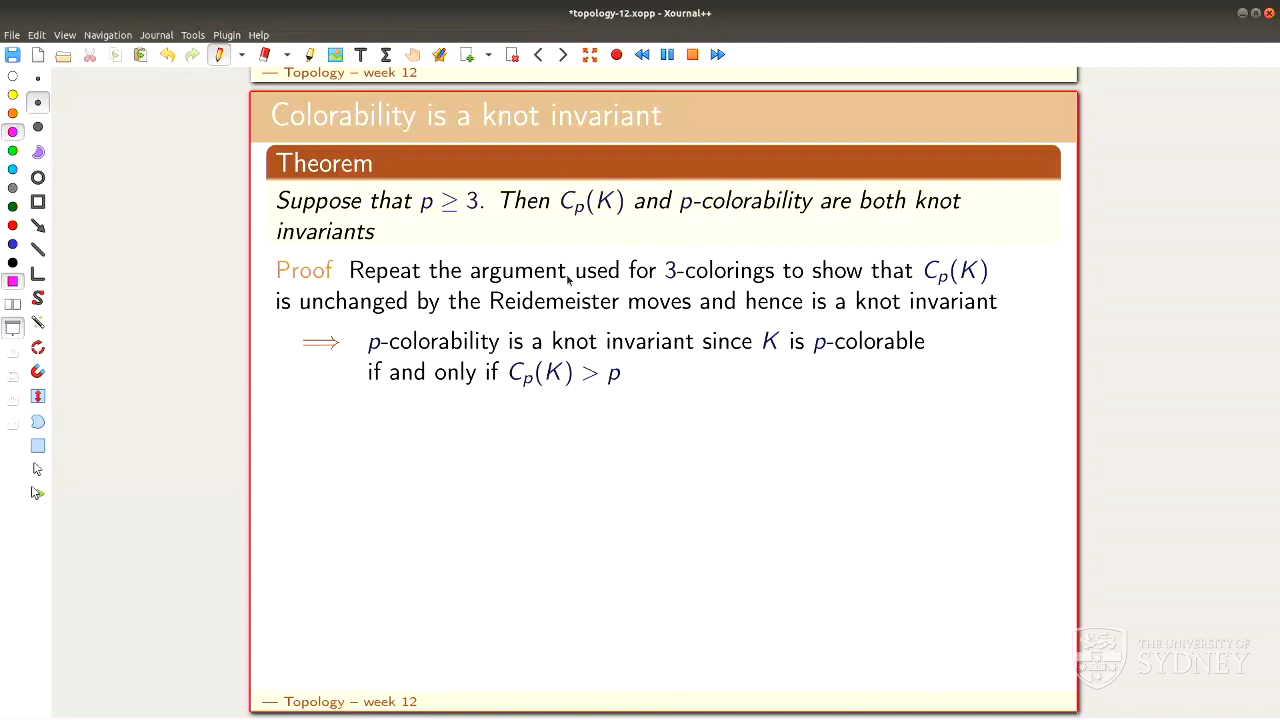 *topology-12.xopp - Xournal++
File Edit View Navigation Journal Tools Plugin Help
— Topology – week 12
Colorability is a knot invariant
Theorem
Suppose that p ≥ 3. Then Cₚ(K) and p-colorability are both knot
invariants
Proof Repeat the argument used for 3-colorings to show that Cₚ(K)
is unchanged by the Reidemeister moves and hence is a knot invariant
⟹ p-colorability is a knot invariant since K is p-colorable
if and only if Cₚ(K) > p
THE UNIVERSITY OF
SYDNEY
— Topology – week 12